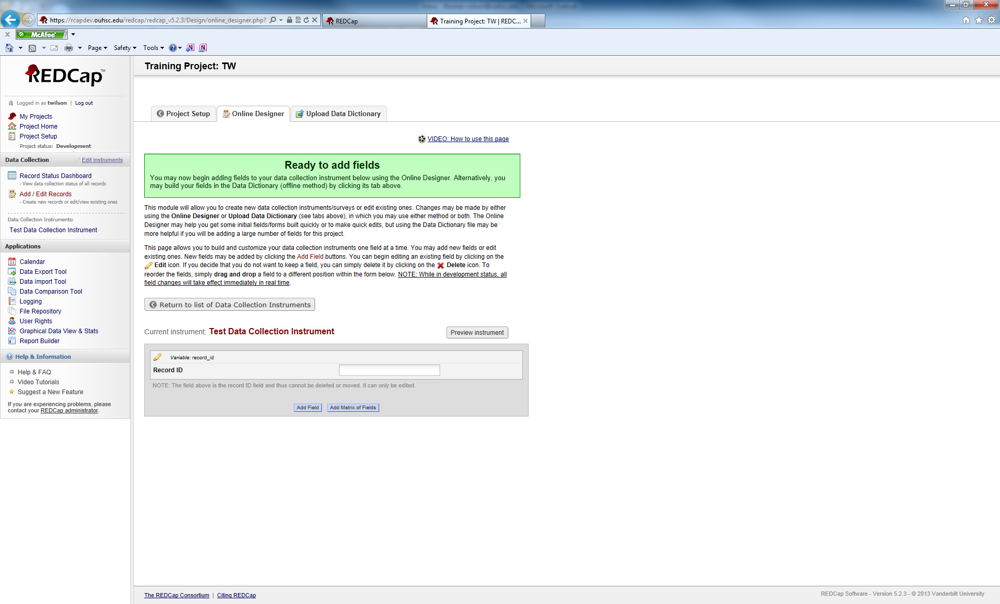 https://rcapdev.ouhsc.edu/redcap/redcap_v5.2.3/Design/online_designer.php?
REDCap
Training Project: TW | REDC...
McAfee
Page
Safety
Tools
REDCap™
Logged in as twilson | Log out
My Projects
Project Home
Project Setup
Project status: Development
Data Collection
Edit instruments
Record Status Dashboard
- View data collection status of all records
Add / Edit Records
- Create new records or edit/view existing ones
Data Collection Instruments:
Test Data Collection Instrument
Applications
Calendar
Data Export Tool
Data Import Tool
Data Comparison Tool
Logging
File Repository
User Rights
Graphical Data View & Stats
Report Builder
Help & Information
Help & FAQ
Video Tutorials
Suggest a New Feature
If you are experiencing problems, please
contact your REDCap administrator.
Training Project: TW
Project Setup
Online Designer
Upload Data Dictionary
VIDEO: How to use this page
Ready to add fields
You may now begin adding fields to your data collection instrument below using the Online Designer. Alternatively, you
may build your fields in the Data Dictionary (offline method) by clicking its tab above.
This module will allow you to create new data collection instruments/surveys or edit existing ones. Changes may be made by either
using the Online Designer or Upload Data Dictionary (see tabs above), in which you may use either method or both. The Online
Designer may help you get some initial fields/forms built quickly or to make quick edits, but using the Data Dictionary file may be
more helpful if you will be adding a large number of fields for this project.
This page allows you to build and customize your data collection instruments one field at a time. You may add new fields or edit
existing ones. New fields may be added by clicking the Add Field buttons. You can begin editing an existing field by clicking on the
Edit icon. If you decide that you do not want to keep a field, you can simply delete it by clicking on the Delete icon. To
reorder the fields, simply drag and drop a field to a different position within the form below. NOTE: While in development status, all
field changes will take effect immediately in real time.
Return to list of Data Collection Instruments
Current instrument: Test Data Collection Instrument
Preview instrument
Variable: record_id
Record ID
NOTE: The field above is the record ID field and thus cannot be deleted or moved. It can only be edited.
Add Field
Add Matrix of Fields
The REDCap Consortium | Citing REDCap
REDCap Software - Version 5.2.3 - © 2013 Vanderbilt University